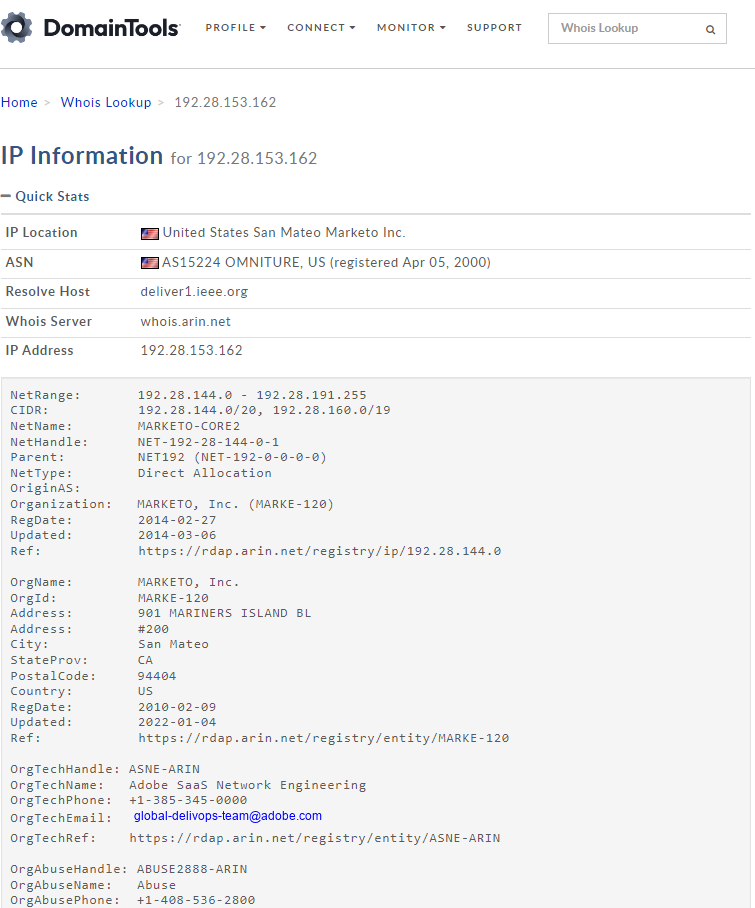 DomainTools PROFILE CONNECT MONITOR SUPPORT Whois Lookup
Home > Whois Lookup > 192.28.153.162
IP Information for 192.28.153.162
Quick Stats
IP Location United States San Mateo Marketo Inc.
ASN AS15224 OMNITURE, US (registered Apr 05, 2000)
Resolve Host deliver1.ieee.org
Whois Server whois.arin.net
IP Address 192.28.153.162
NetRange: 192.28.144.0 - 192.28.191.255
CIDR: 192.28.144.0/20, 192.28.160.0/19
NetName: MARKETO-CORE2
NetHandle: NET-192-28-144-0-1
Parent: NET192 (NET-192-0-0-0-0)
NetType: Direct Allocation
OriginAS:
Organization: MARKETO, Inc. (MARKE-120)
RegDate: 2014-02-27
Updated: 2014-03-06
Ref: https://rdap.arin.net/registry/ip/192.28.144.0
OrgName: MARKETO, Inc.
OrgId: MARKE-120
Address: 901 MARINERS ISLAND BL
Address: #200
City: San Mateo
StateProv: CA
PostalCode: 94404
Country: US
RegDate: 2010-02-09
Updated: 2022-01-04
Ref: https://rdap.arin.net/registry/entity/MARKE-120
OrgTechHandle: ASNE-ARIN
OrgTechName: Adobe SaaS Network Engineering
OrgTechPhone: +1-385-345-0000
OrgTechEmail: global-delivops-team@adobe.com
OrgTechRef: https://rdap.arin.net/registry/entity/ASNE-ARIN
OrgAbuseHandle: ABUSE2888-ARIN
OrgAbuseName: Abuse
OrgAbusePhone: +1-408-536-2800